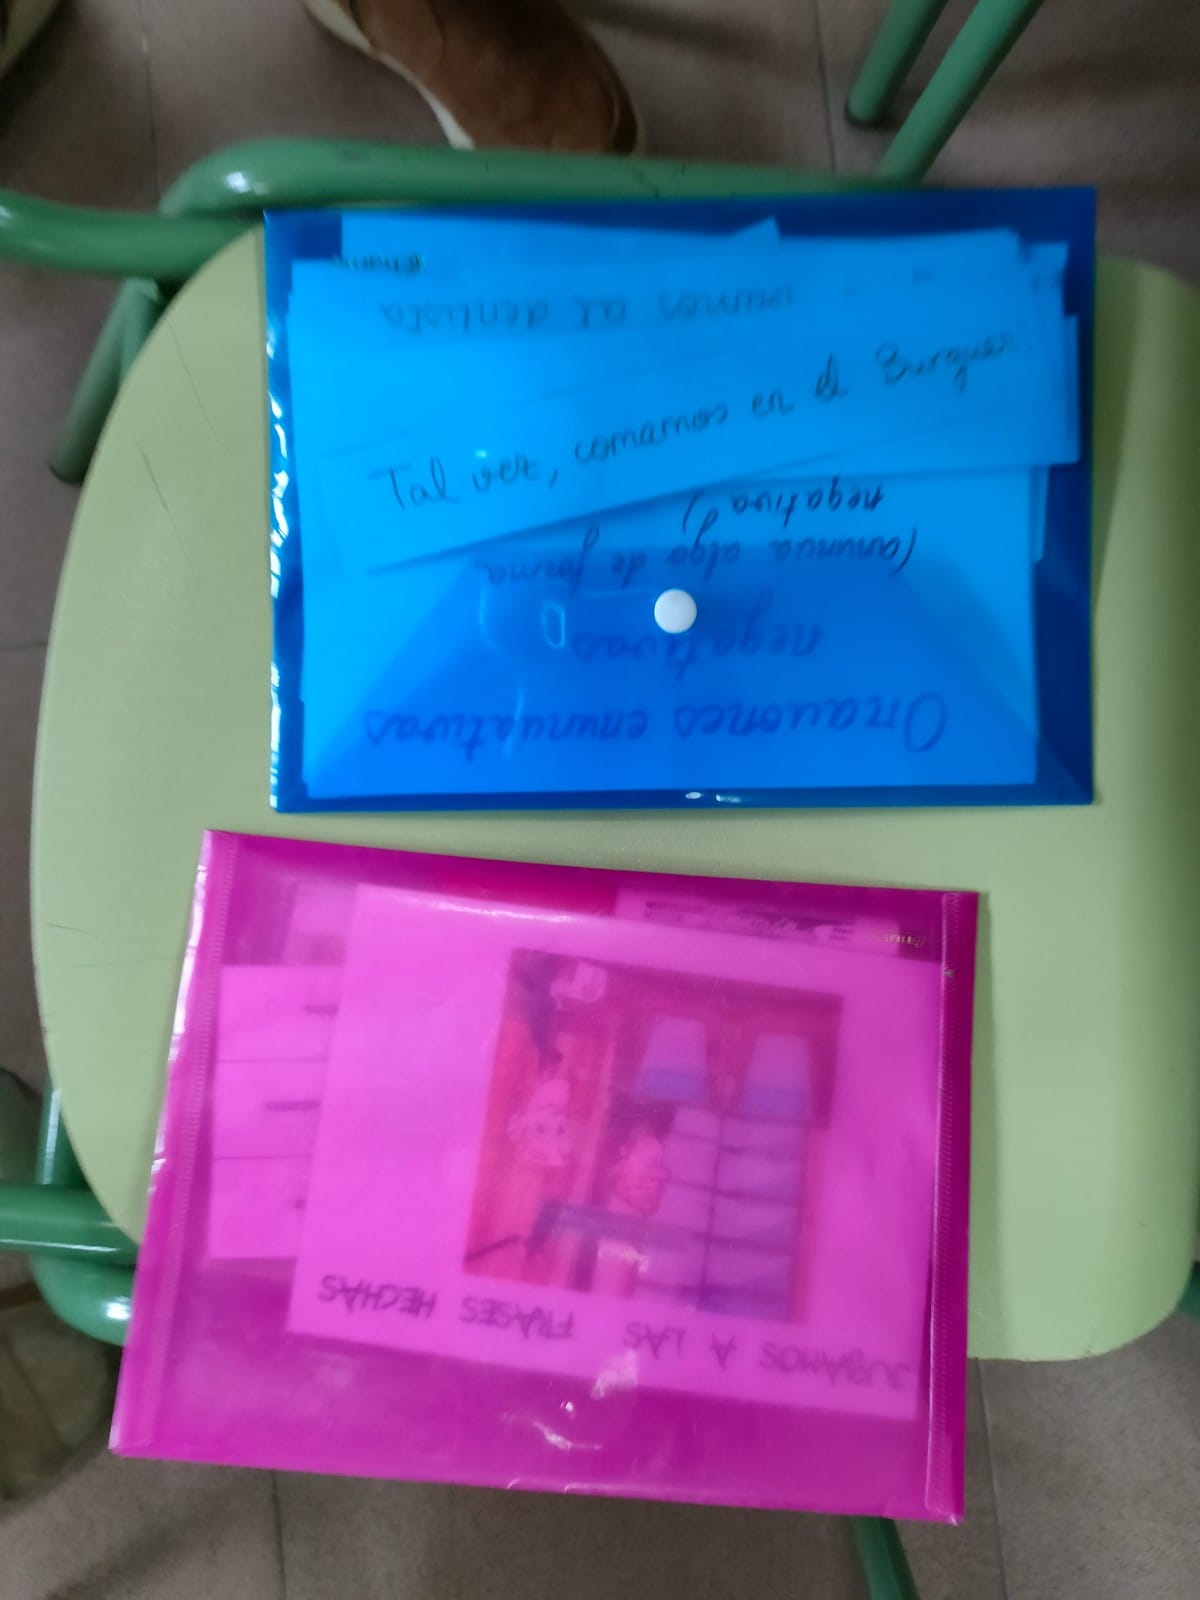 vamos al dentista
Tal vez, comamos en el Burguer.
Oraciones enunciativas
negativas
(anuncia algo de forma
negativa)
JUGAMOS A LAS FRASES HECHAS